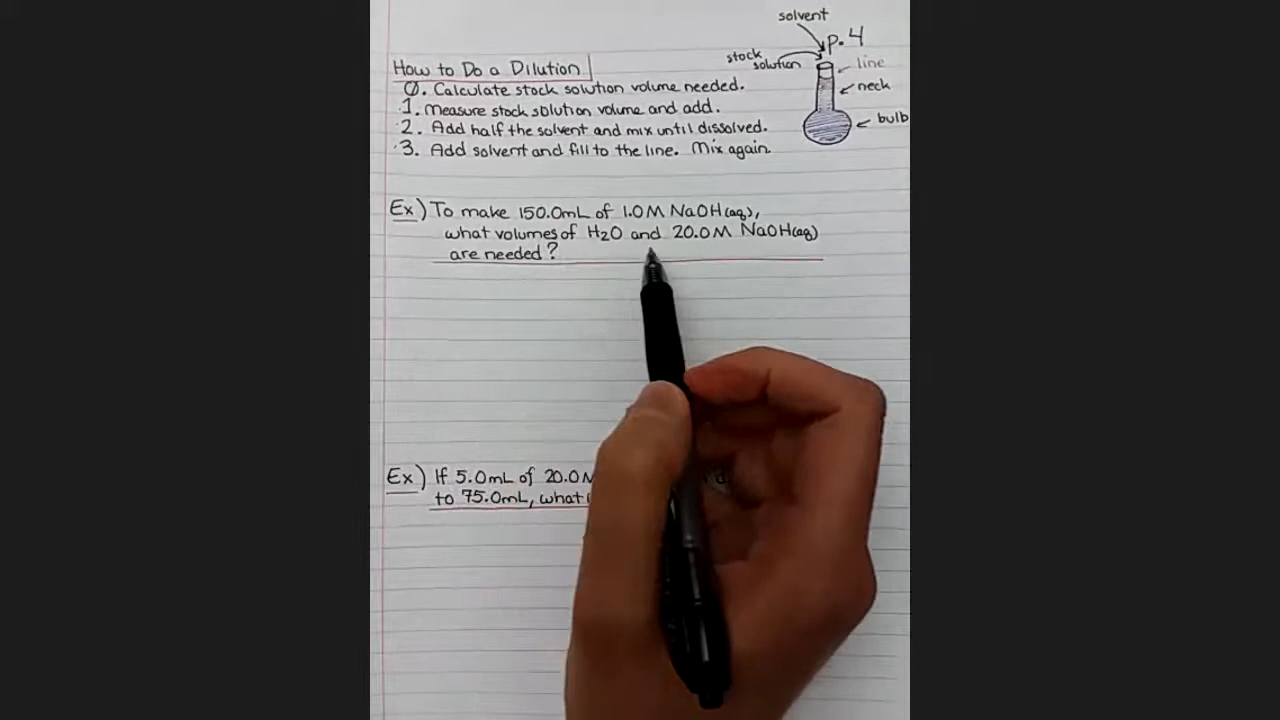 solvent
p. 4
stock
solution
line
neck
bulb
How to Do a Dilution
0. Calculate stock solution volume needed.
1. Measure stock solution volume and add.
2. Add half the solvent and mix until dissolved.
3. Add solvent and fill to the line. Mix again.
Ex) To make 150.0mL of 1.0M NaOH(aq),
what volumes of H2O and 20.0M NaOH(aq)
are needed?
Ex) If 5.0mL of 20.0
to 75.0mL, what